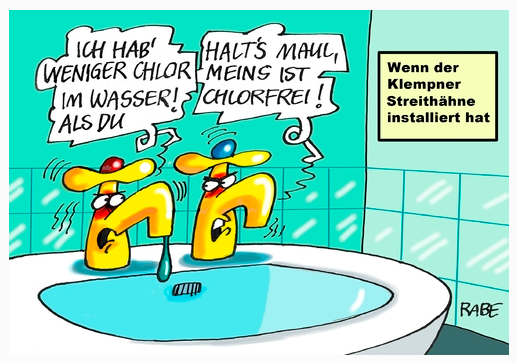 ICH HAB'
WENIGER CHLOR
IM WASSER!
ALS DU
HALT'S MAUL,
MEINS IST
CHLORFREI!
Wenn der
Klempner
Streithähne
installiert hat
RABE